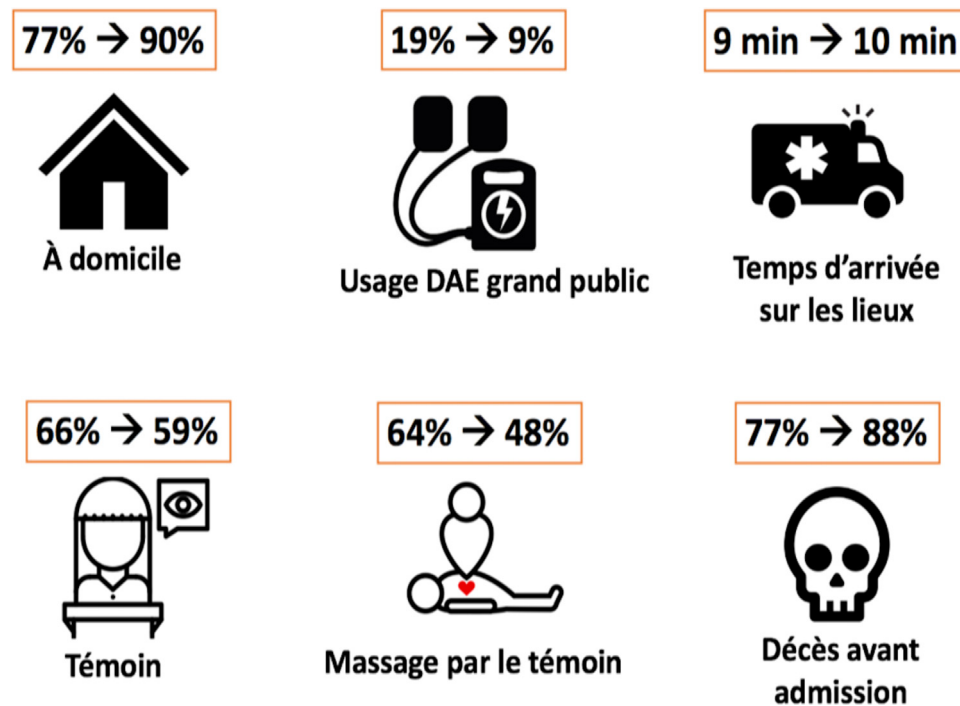 77% → 90%
19% → 9%
9 min → 10 min
À domicile
Usage DAE grand public
Temps d'arrivée
sur les lieux
66% → 59%
64% → 48%
77% → 88%
Témoin
Massage par le témoin
Décès avant
admission